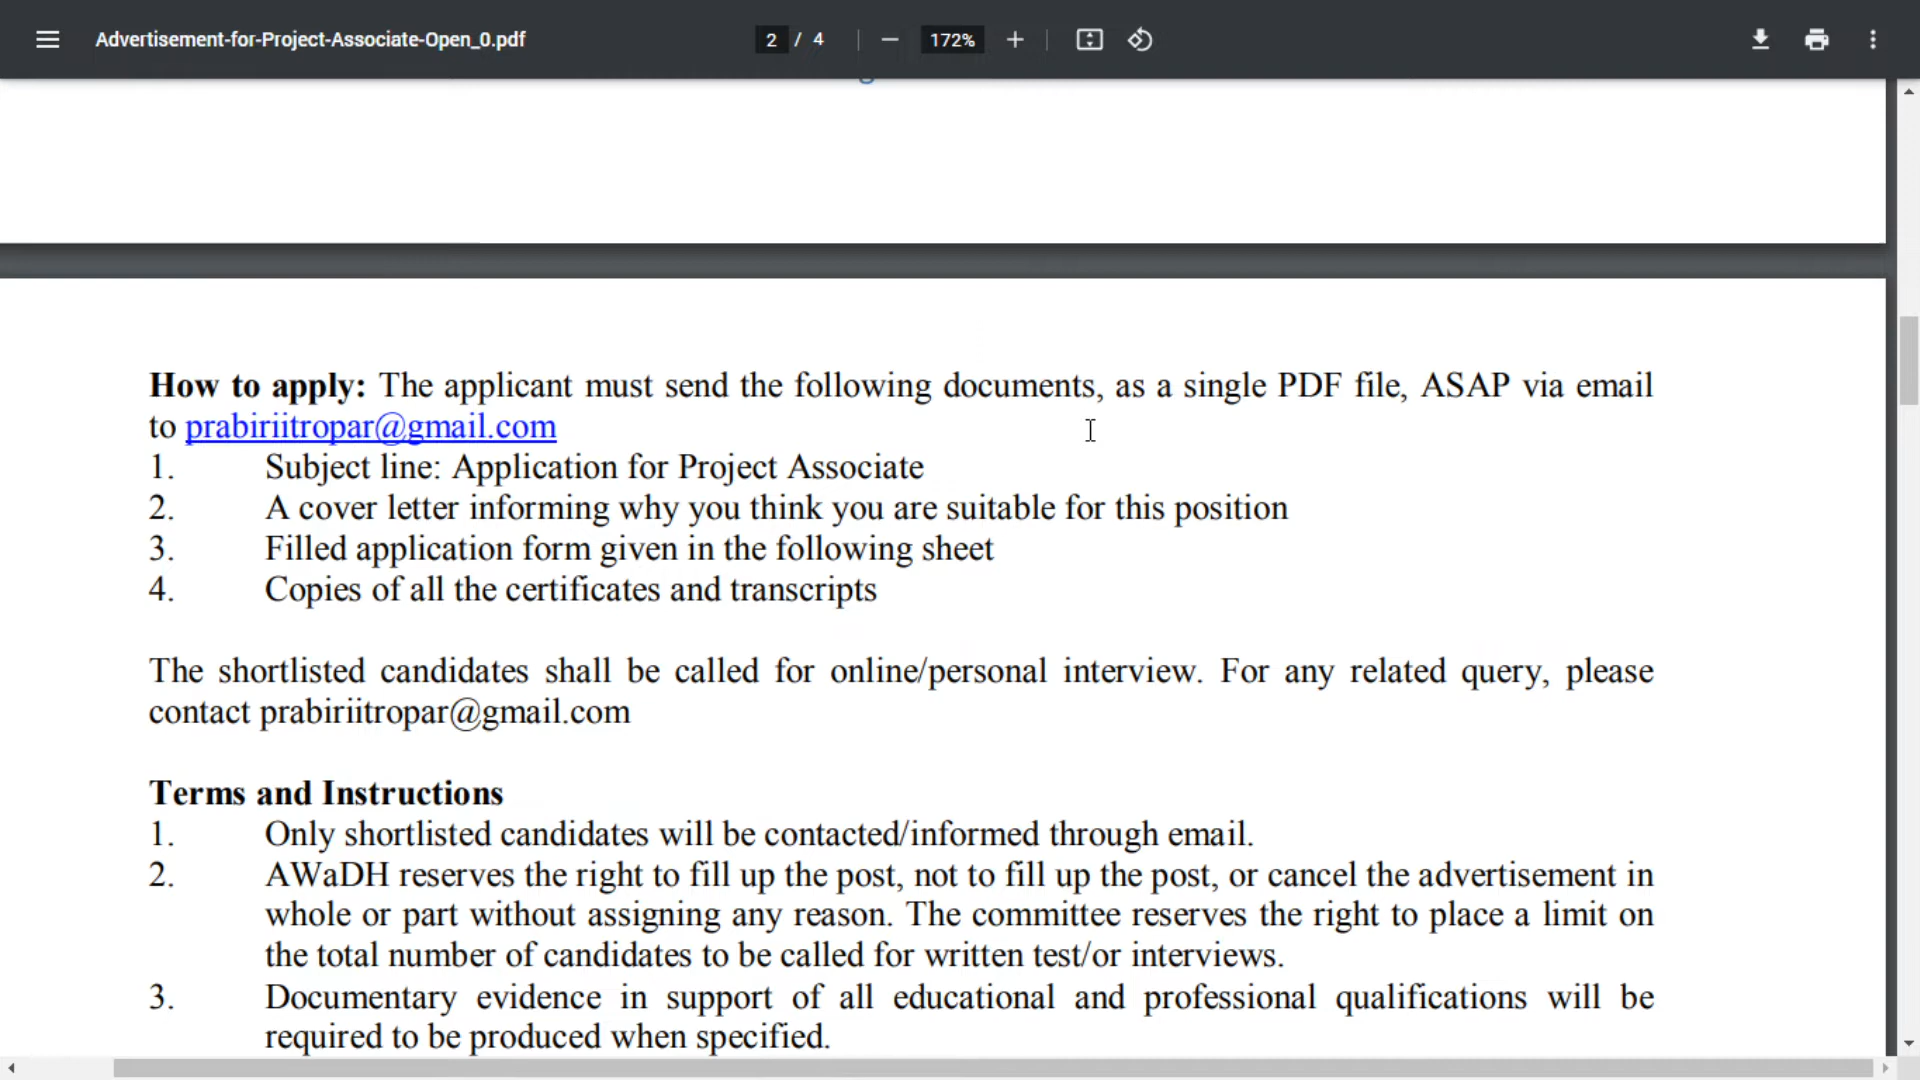 Advertisement-for-Project-Associate-Open_0.pdf
2 / 4
172%
How to apply: The applicant must send the following documents, as a single PDF file, ASAP via email
to prabiriitropar@gmail.com
1. Subject line: Application for Project Associate
2. A cover letter informing why you think you are suitable for this position
3. Filled application form given in the following sheet
4. Copies of all the certificates and transcripts
The shortlisted candidates shall be called for online/personal interview. For any related query, please
contact prabiriitropar@gmail.com
Terms and Instructions
1. Only shortlisted candidates will be contacted/informed through email.
2. AWaDH reserves the right to fill up the post, not to fill up the post, or cancel the advertisement in
whole or part without assigning any reason. The committee reserves the right to place a limit on
the total number of candidates to be called for written test/or interviews.
3. Documentary evidence in support of all educational and professional qualifications will be
required to be produced when specified.